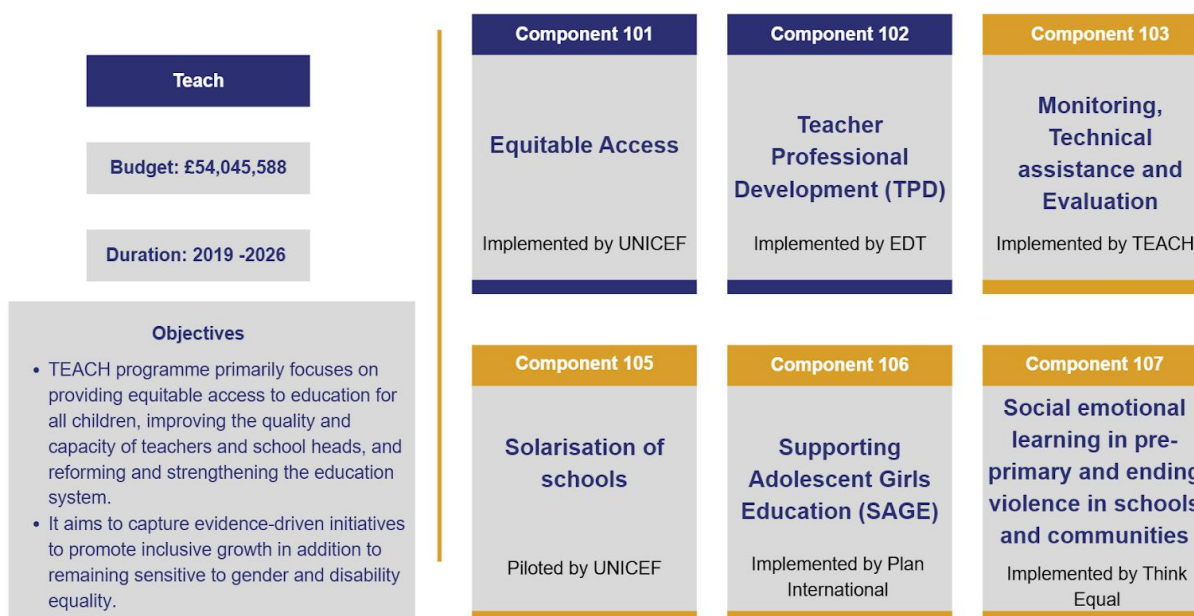 Teach
Budget: £54,045,588
Duration: 2019 -2026
Objectives
• TEACH programme primarily focuses on
providing equitable access to education for
all children, improving the quality and
capacity of teachers and school heads, and
reforming and strengthening the education
system.
• It aims to capture evidence-driven initiatives
to promote inclusive growth in addition to
remaining sensitive to gender and disability
equality.
Component 101
Equitable Access
Implemented by UNICEF
Component 102
Teacher
Professional
Development (TPD)
Implemented by EDT
Component 103
Monitoring,
Technical
assistance and
Evaluation
Implemented by TEACH
Component 105
Solarisation of
schools
Piloted by UNICEF
Component 106
Supporting
Adolescent Girls
Education (SAGE)
Implemented by Plan
International
Component 107
Social emotional
learning in pre-
primary and ending
violence in schools
and communities
Implemented by Think
Equal